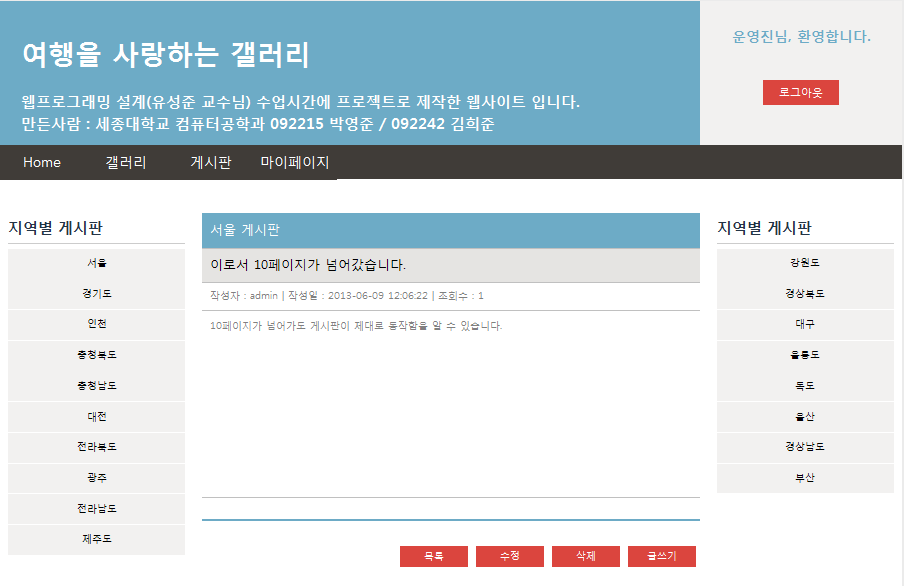 여행을 사랑하는 갤러리
웹프로그래밍 설계(유성준 교수님) 수업시간에 프로젝트로 제작한 웹사이트 입니다.
만든사람 : 세종대학교 컴퓨터공학과 092215 박영준 / 092242 김희준
운영진님, 환영합니다.
로그아웃
Home 갤러리 게시판 마이페이지
지역별 게시판
서울
경기도
인천
충청북도
충청남도
대전
전라북도
광주
전라남도
제주도
서울 게시판
이로서 10페이지가 넘어갔습니다.
작성자 : admin | 작성일 : 2013-06-09 12:06:22 | 조회수 : 1
10페이지가 넘어가도 게시판이 제대로 동작함을 알 수 있습니다.
목록 수정 삭제 글쓰기
지역별 게시판
강원도
경상북도
대구
울릉도
독도
울산
경상남도
부산